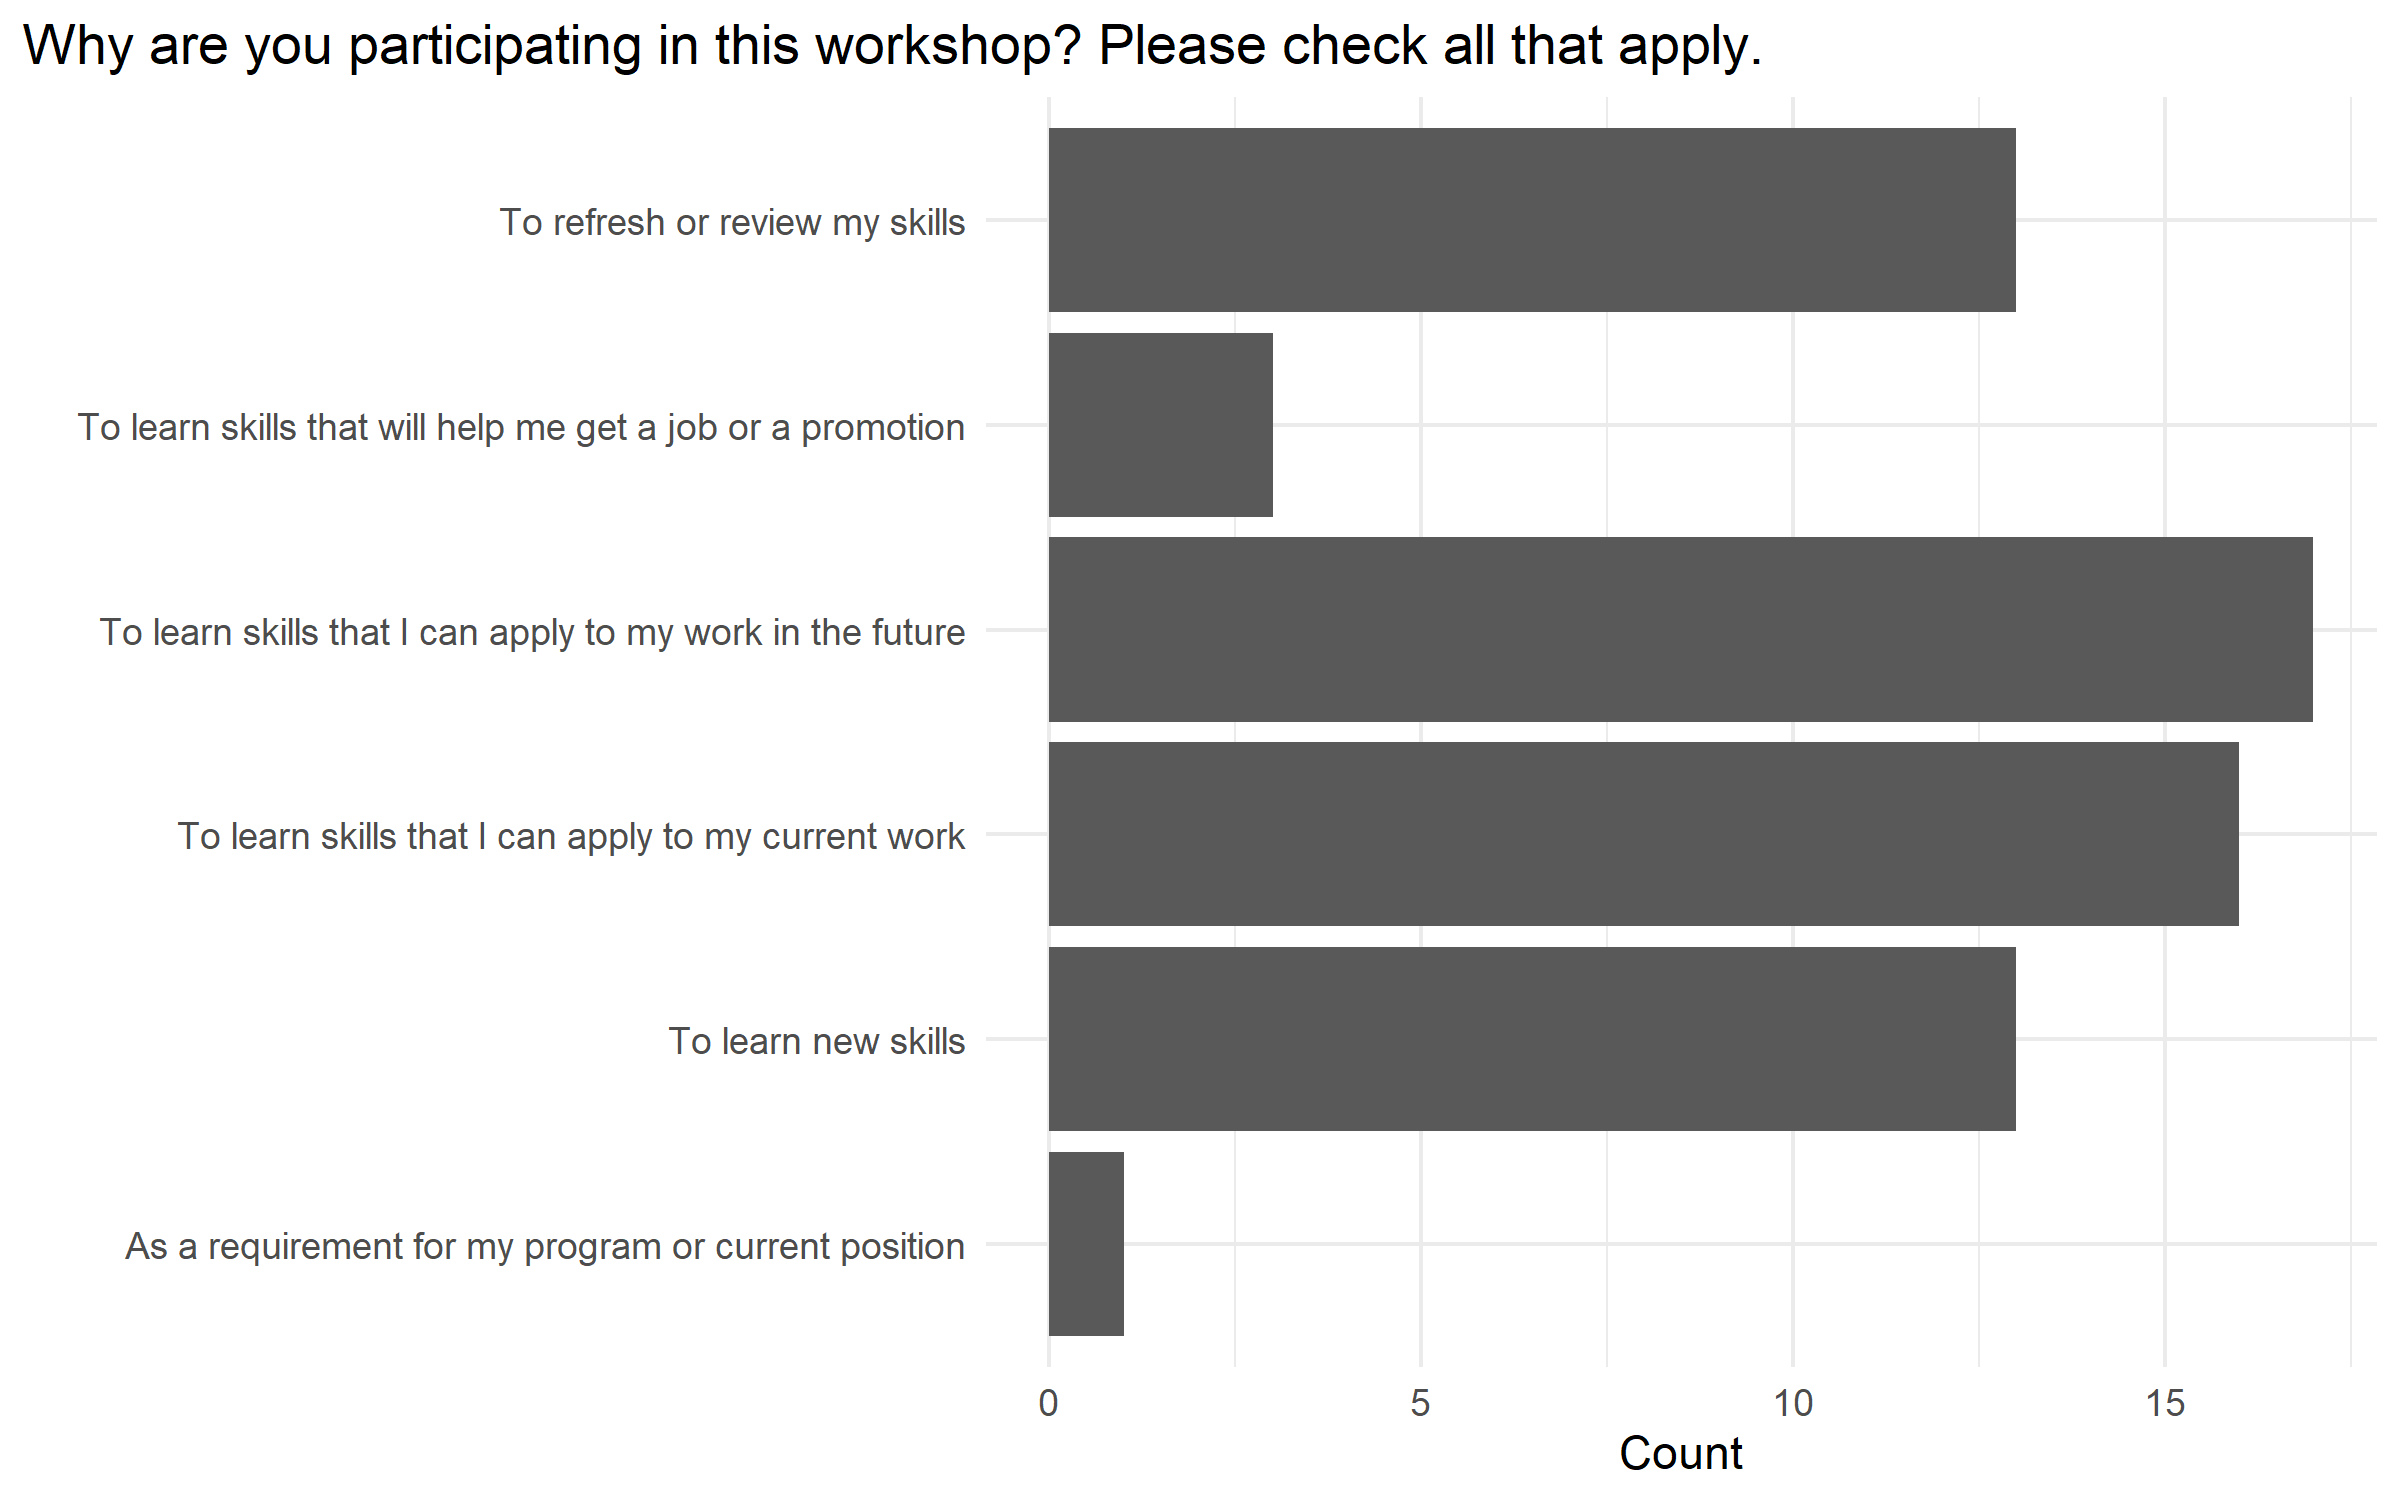 Why are you participating in this workshop? Please check all that apply.
To refresh or review my skills
To learn skills that will help me get a job or a promotion
To learn skills that I can apply to my work in the future
To learn skills that I can apply to my current work
To learn new skills
As a requirement for my program or current position
0 5 10 15
Count